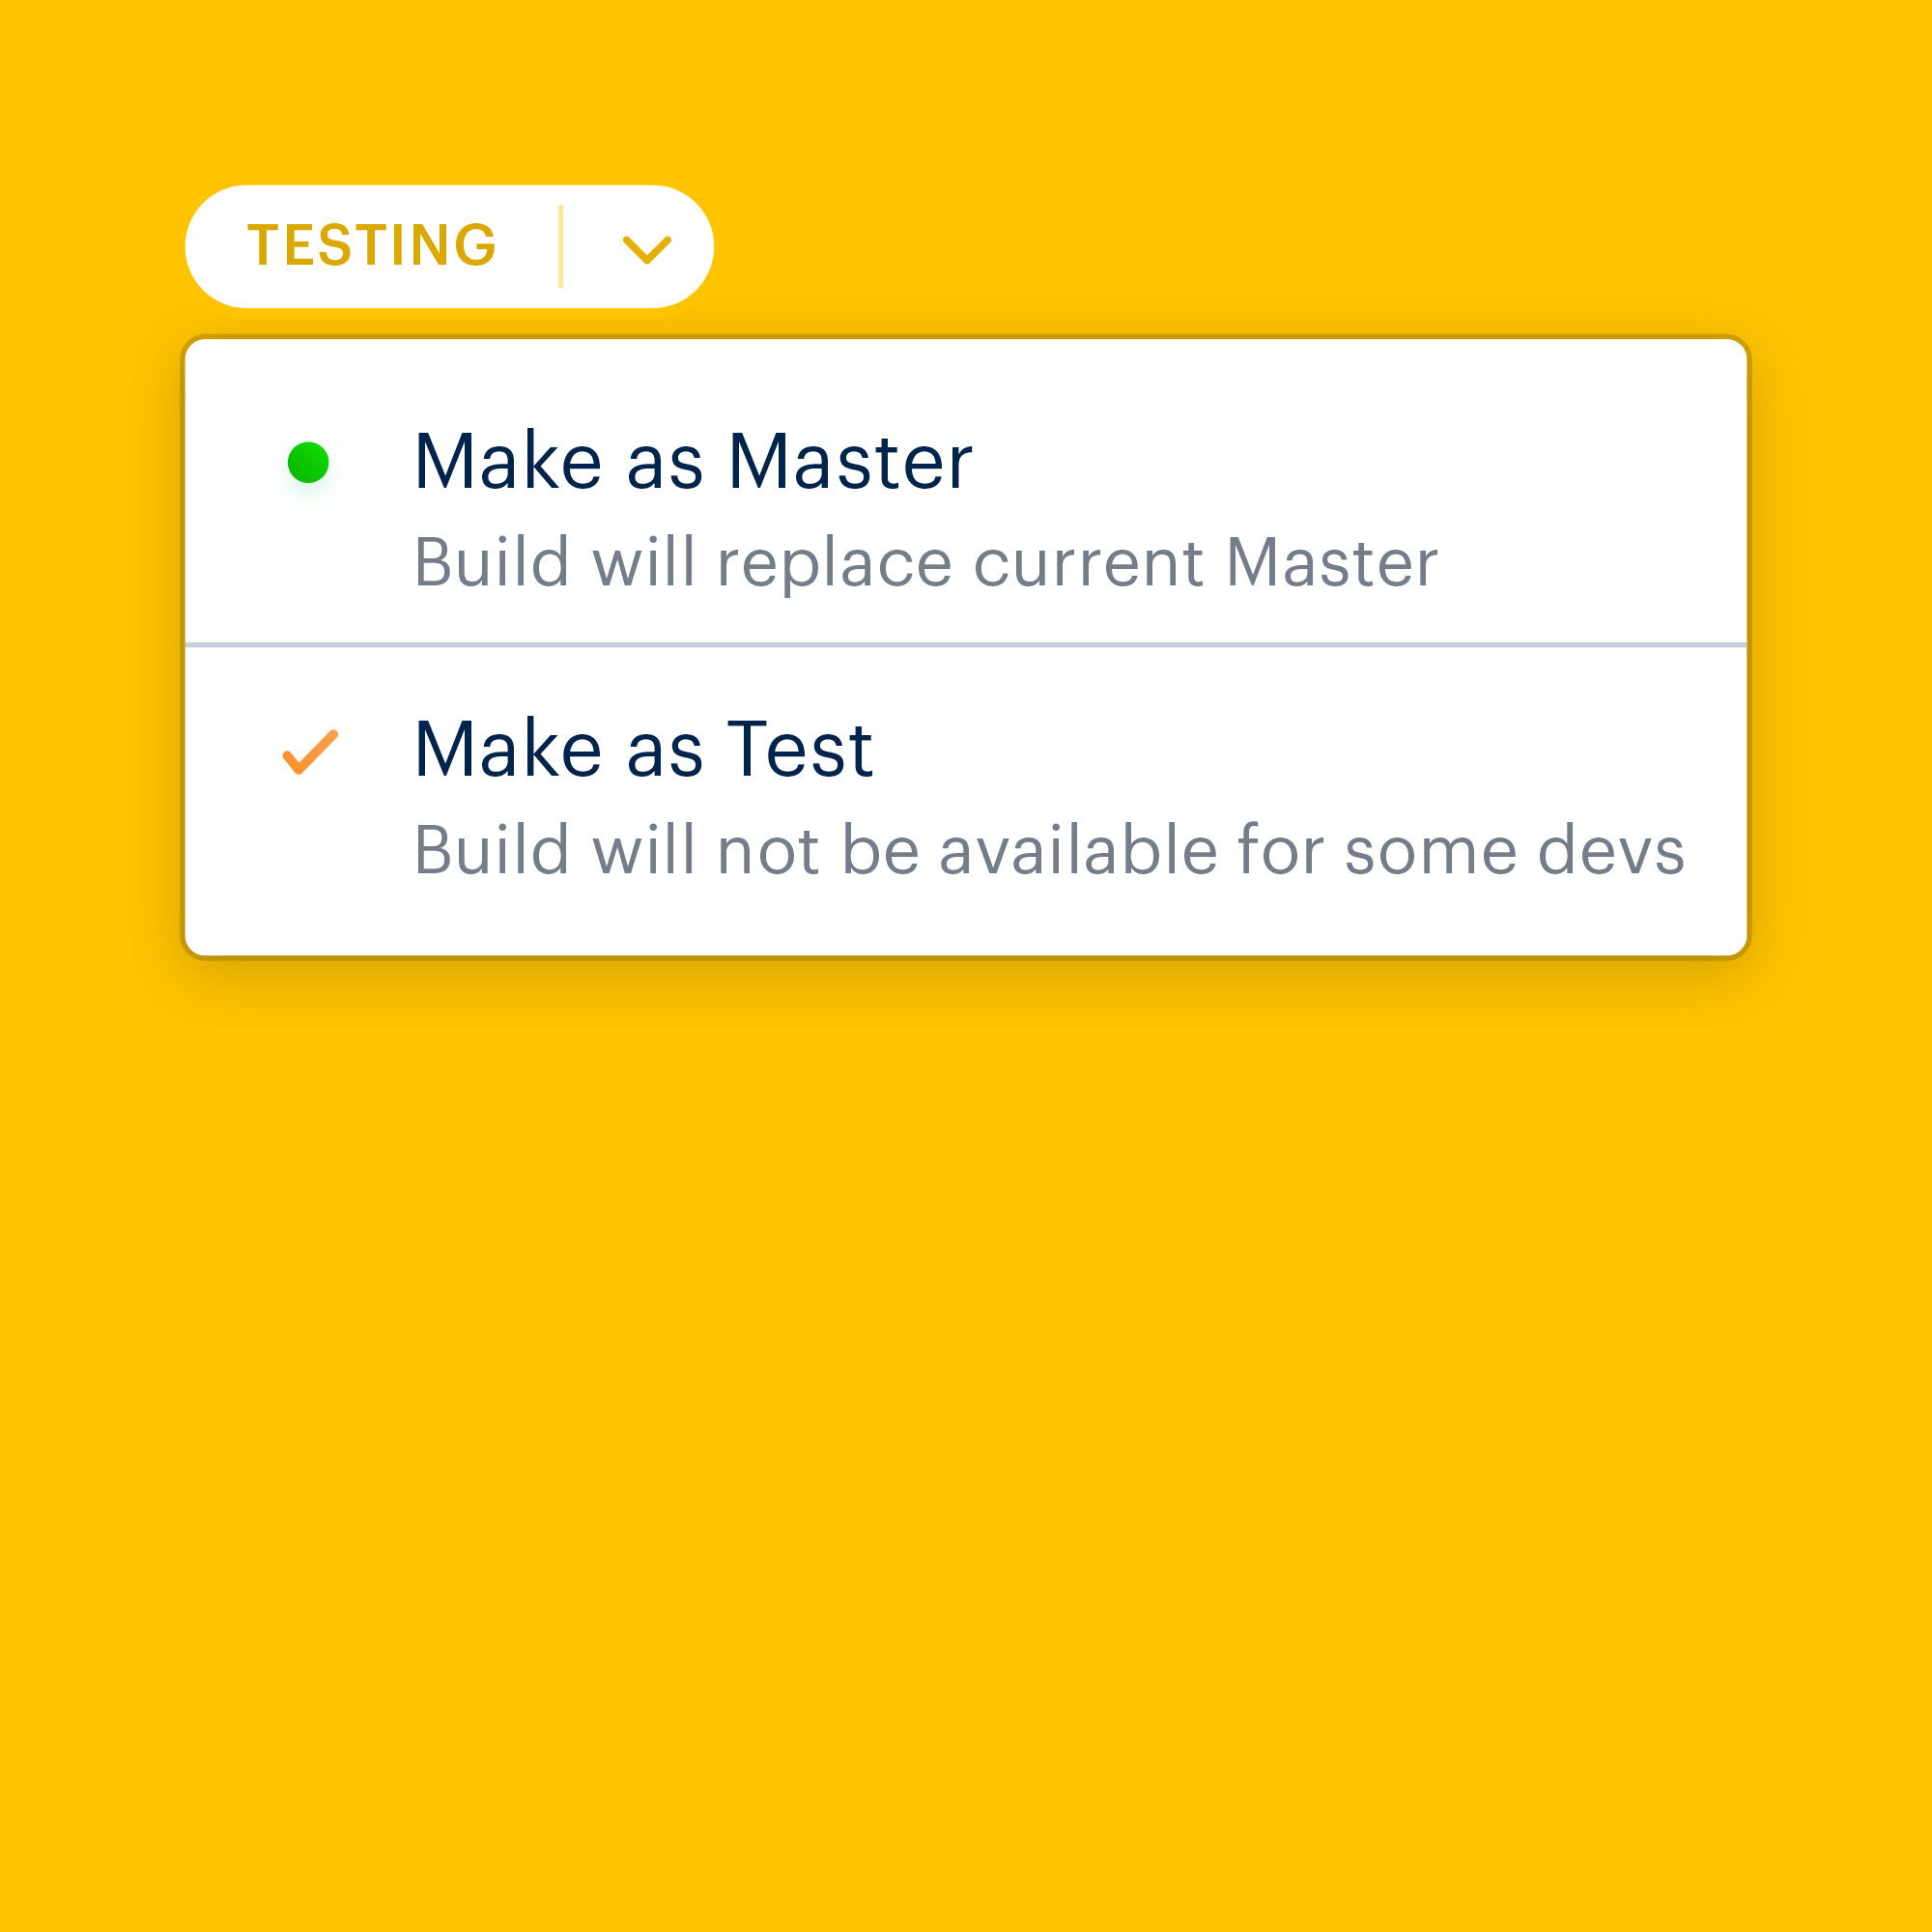 TESTING
Make as Master
Build will replace current Master
Make as Test
Build will not be available for some devs